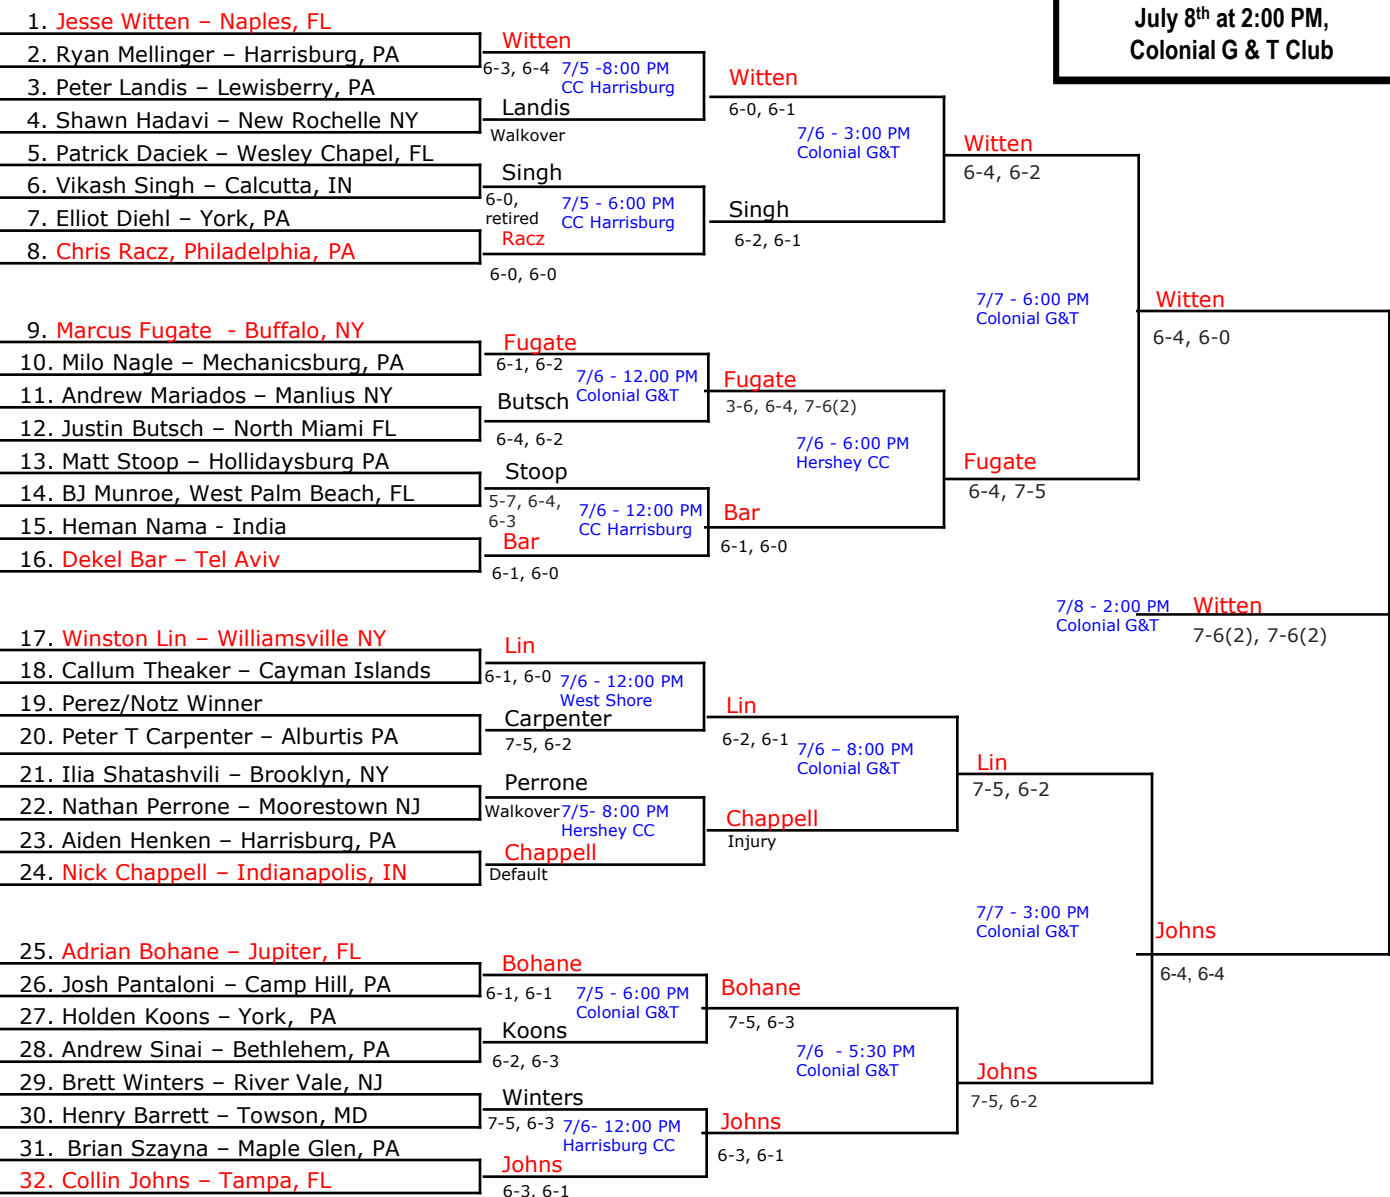 July 8th at 2:00 PM,
Colonial G & T Club
1. Jesse Witten – Naples, FL
2. Ryan Mellinger – Harrisburg, PA
3. Peter Landis – Lewisberry, PA
4. Shawn Hadavi – New Rochelle NY
5. Patrick Daciek – Wesley Chapel, FL
6. Vikash Singh – Calcutta, IN
7. Elliot Diehl – York, PA
8. Chris Racz, Philadelphia, PA
9. Marcus Fugate - Buffalo, NY
10. Milo Nagle – Mechanicsburg, PA
11. Andrew Mariados – Manlius NY
12. Justin Butsch – North Miami FL
13. Matt Stoop – Hollidaysburg PA
14. BJ Munroe, West Palm Beach, FL
15. Heman Nama - India
16. Dekel Bar – Tel Aviv
17. Winston Lin – Williamsville NY
18. Callum Theaker – Cayman Islands
19. Perez/Notz Winner
20. Peter T Carpenter – Alburtis PA
21. Ilia Shatashvili – Brooklyn, NY
22. Nathan Perrone – Moorestown NJ
23. Aiden Henken – Harrisburg, PA
24. Nick Chappell – Indianapolis, IN
25. Adrian Bohane – Jupiter, FL
26. Josh Pantaloni – Camp Hill, PA
27. Holden Koons – York, PA
28. Andrew Sinai – Bethlehem, PA
29. Brett Winters – River Vale, NJ
30. Henry Barrett – Towson, MD
31. Brian Szayna – Maple Glen, PA
32. Collin Johns – Tampa, FL
Witten
6-3, 6-4
7/5 -8:00 PM
CC Harrisburg
Landis
Walkover
Singh
6-0,
retired
7/5 - 6:00 PM
CC Harrisburg
Racz
6-0, 6-0
Fugate
6-1, 6-2
7/6 - 12.00 PM
Colonial G&T
Butsch
6-4, 6-2
Stoop
5-7, 6-4,
6-3
7/6 - 12:00 PM
CC Harrisburg
Bar
6-1, 6-0
Lin
6-1, 6-0
7/6 - 12:00 PM
West Shore
Carpenter
7-5, 6-2
Perrone
Walkover
7/5- 8:00 PM
Hershey CC
Chappell
Default
Bohane
6-1, 6-1
7/5 - 6:00 PM
Colonial G&T
Koons
6-2, 6-3
Winters
7-5, 6-3
7/6- 12:00 PM
Harrisburg CC
Johns
6-3, 6-1
Witten
6-0, 6-1
7/6 - 3:00 PM
Colonial G&T
Singh
6-2, 6-1
Fugate
3-6, 6-4, 7-6(2)
7/6 - 6:00 PM
Hershey CC
Bar
6-1, 6-0
Lin
6-2, 6-1
7/6 – 8:00 PM
Colonial G&T
Chappell
Injury
Bohane
7-5, 6-3
7/6 - 5:30 PM
Colonial G&T
Johns
6-3, 6-1
Witten
6-4, 6-2
7/7 - 6:00 PM
Colonial G&T
Fugate
6-4, 7-5
Lin
7-5, 6-2
7/7 - 3:00 PM
Colonial G&T
Johns
7-5, 6-2
Witten
6-4, 6-0
7/8 - 2:00 PM
Colonial G&T
Witten
7-6(2), 7-6(2)
Johns
6-4, 6-4